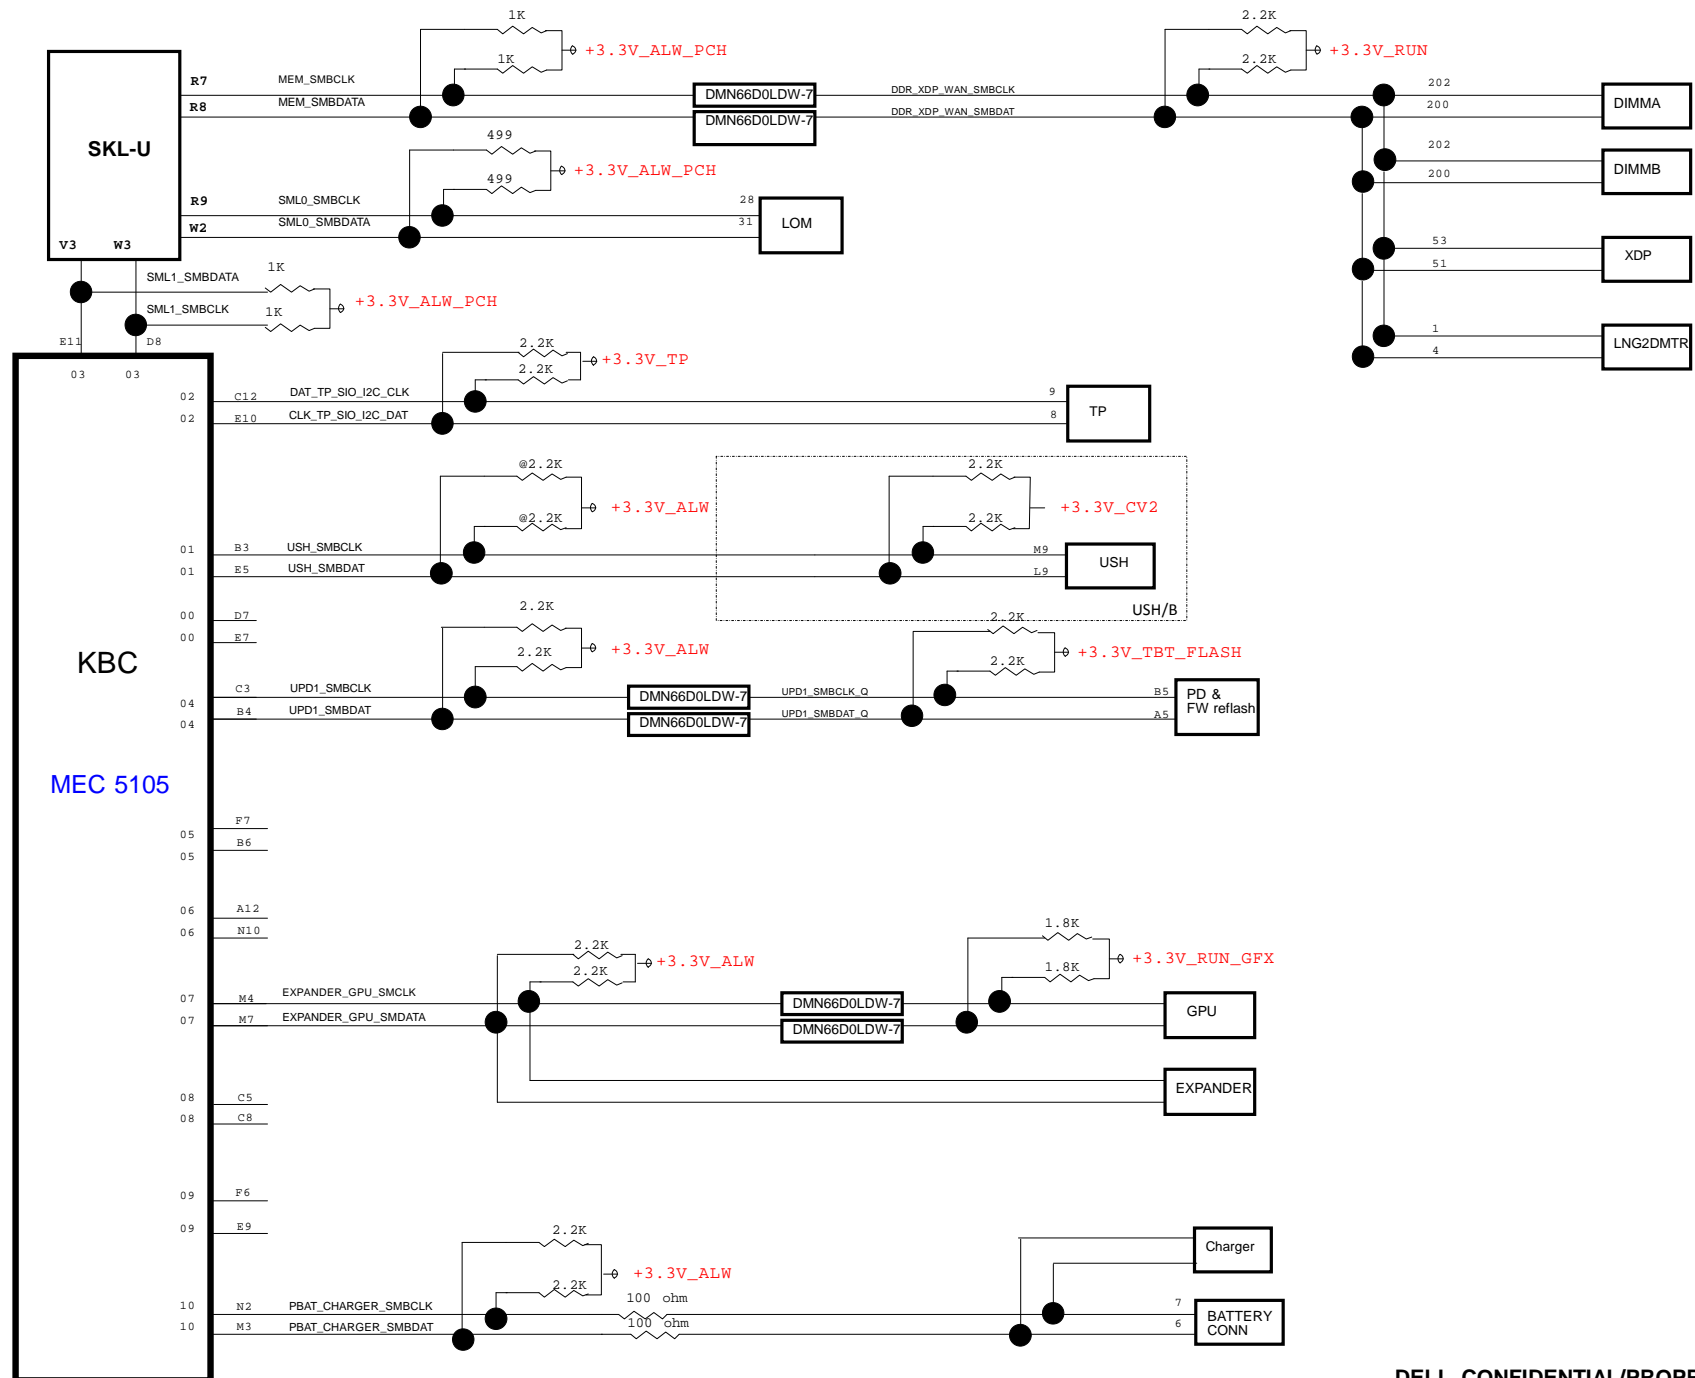 1K
2.2K
+3.3V_ALW_PCH
+3.3V_RUN
1K
2.2K
R7 MEM_SMBCLK
DMN66D0LDW-7
DDR_XDP_WAN_SMBCLK
202
DIMMA
R8 MEM_SMBDATA
DMN66D0LDW-7
DDR_XDP_WAN_SMBDAT
200
SKL-U
499
+3.3V_ALW_PCH
499
202
DIMMB
200
R9 SML0_SMBCLK
28
LOM
W2 SML0_SMBDATA
31
V3 W3
53
XDP
51
SML1_SMBDATA
1K
+3.3V_ALW_PCH
SML1_SMBCLK
1K
1
LNG2DMTR
4
E11 D8
03 03
2.2K
+3.3V_TP
2.2K
02 C12 DAT_TP_SIO_I2C_CLK
9
TP
02 E10 CLK_TP_SIO_I2C_DAT
8
@2.2K
2.2K
+3.3V_ALW
+3.3V_CV2
@2.2K
2.2K
01 B3 USH_SMBCLK
M9
USH
01 E5 USH_SMBDAT
L9
USH/B
00 D7
00 E7
2.2K
2.2K
+3.3V_ALW
+3.3V_TBT_FLASH
2.2K
2.2K
KBC
04 C3 UPD1_SMBCLK
DMN66D0LDW-7
UPD1_SMBCLK_Q
B5
PD &
FW reflash
04 B4 UPD1_SMBDAT
DMN66D0LDW-7
UPD1_SMBDAT_Q
A5
MEC 5105
05 F7
05 B6
06 A12
06 N10
2.2K
1.8K
+3.3V_ALW
+3.3V_RUN_GFX
2.2K
1.8K
07 M4 EXPANDER_GPU_SMCLK
DMN66D0LDW-7
GPU
07 M7 EXPANDER_GPU_SMDATA
DMN66D0LDW-7
EXPANDER
08 C5
08 C8
09 F6
09 E9
2.2K
Charger
+3.3V_ALW
2.2K
10 N2 PBAT_CHARGER_SMBCLK
100 ohm
7
BATTERY
CONN
10 M3 PBAT_CHARGER_SMBDAT
100 ohm
6